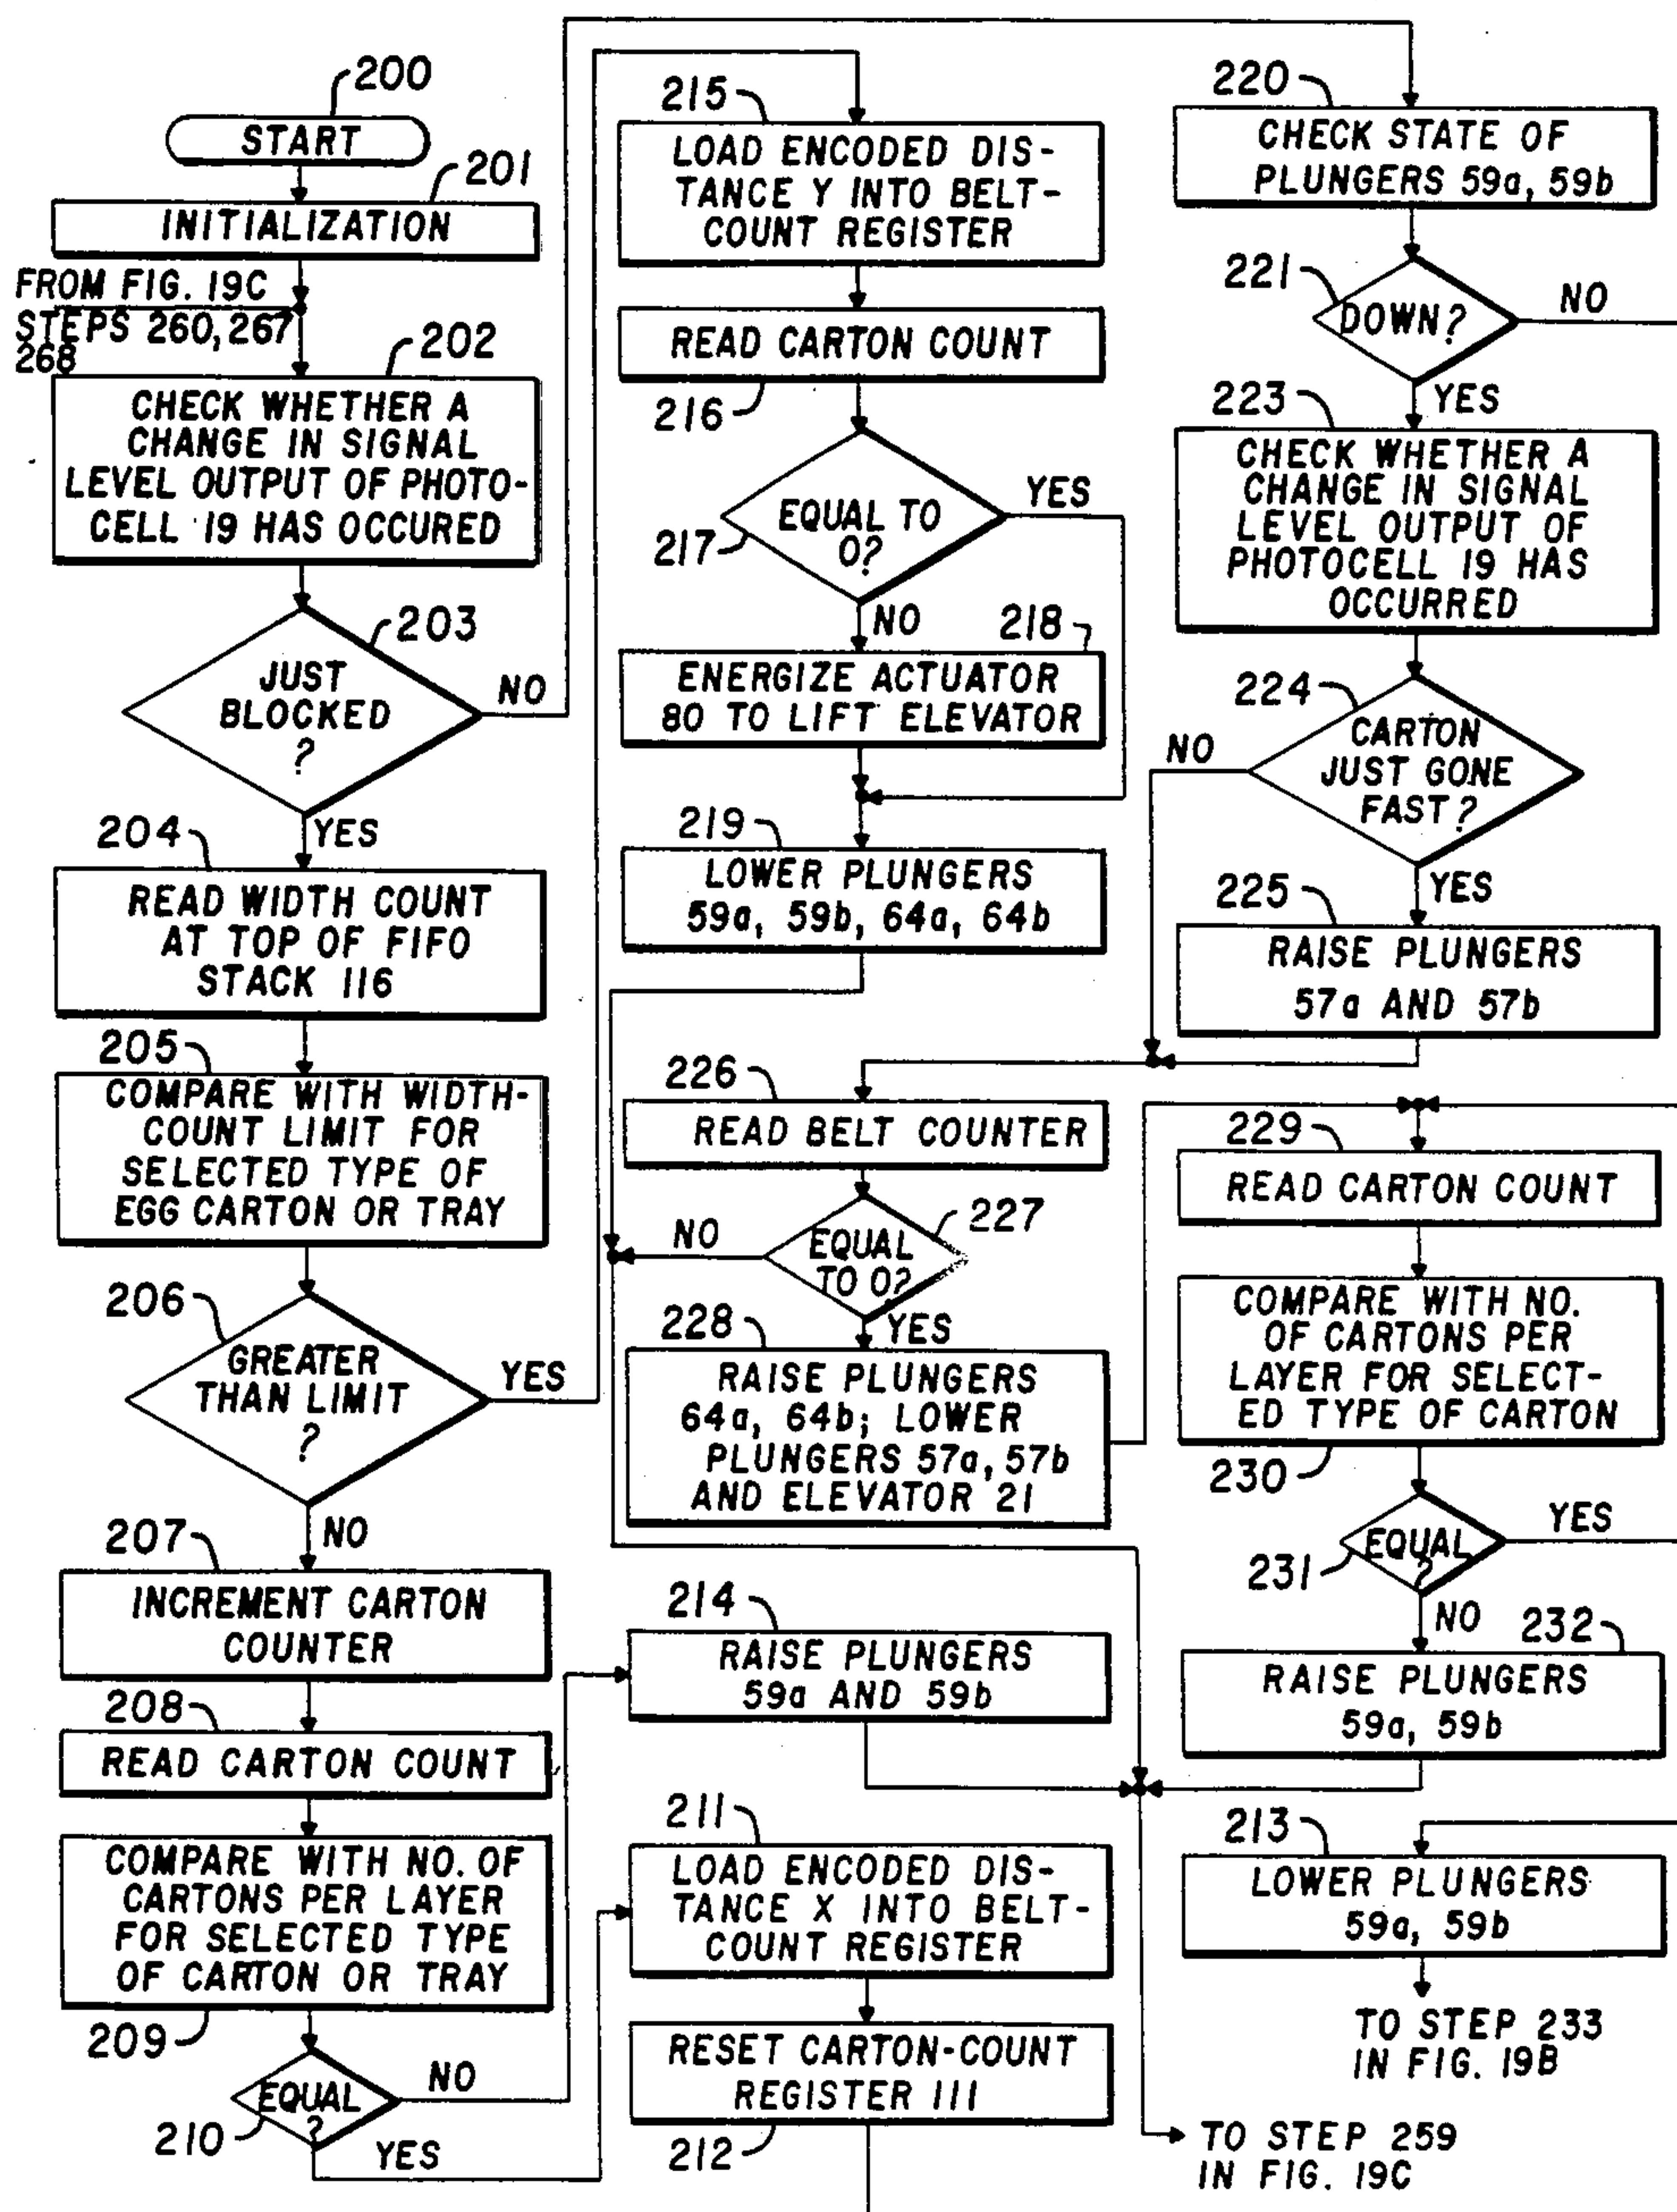 200
START
201
INITIALIZATION
FROM FIG. 19C
STEPS 260, 267
268
202
CHECK WHETHER A
CHANGE IN SIGNAL
LEVEL OUTPUT OF PHOTO-
CELL 19 HAS OCCURED
203
JUST
BLOCKED
?
NO
YES
204
READ WIDTH COUNT
AT TOP OF FIFO
STACK 116
205
COMPARE WITH WIDTH-
COUNT LIMIT FOR
SELECTED TYPE OF
EGG CARTON OR TRAY
206
GREATER
THAN LIMIT
?
YES
NO
207
INCREMENT CARTON
COUNTER
208
READ CARTON COUNT
COMPARE WITH NO. OF
CARTONS PER LAYER
FOR SELECTED TYPE
OF CARTON OR TRAY
209
EQUAL
?
NO
210
YES
215
LOAD ENCODED DIS-
TANCE Y INTO BELT-
COUNT REGISTER
READ CARTON COUNT
216
EQUAL TO
0?
YES
217
NO
218
ENERGIZE ACTUATOR
80 TO LIFT ELEVATOR
219
LOWER PLUNGERS
59a, 59b, 64a, 64b
226
READ BELT COUNTER
227
NO
EQUAL
TO 0?
YES
228
RAISE PLUNGERS
64a, 64b; LOWER
PLUNGERS 57a, 57b
AND ELEVATOR 21
214
RAISE PLUNGERS
59a AND 59b
211
LOAD ENCODED DIS-
TANCE X INTO BELT-
COUNT REGISTER
RESET CARTON-COUNT
REGISTER 111
212
220
CHECK STATE OF
PLUNGERS 59a, 59b
221
DOWN?
NO
YES
223
CHECK WHETHER A
CHANGE IN SIGNAL
LEVEL OUTPUT OF
PHOTOCELL 19 HAS
OCCURRED
224
CARTON
JUST GONE
FAST?
NO
YES
225
RAISE PLUNGERS
57a AND 57b
229
READ CARTON COUNT
COMPARE WITH NO.
OF CARTONS PER
LAYER FOR SELECT-
ED TYPE OF CARTON
230
EQUAL
?
YES
231
NO
232
RAISE PLUNGERS
59a, 59b
213
LOWER PLUNGERS
59a, 59b
TO STEP 233
IN FIG. 19B
TO STEP 259
IN FIG. 19C